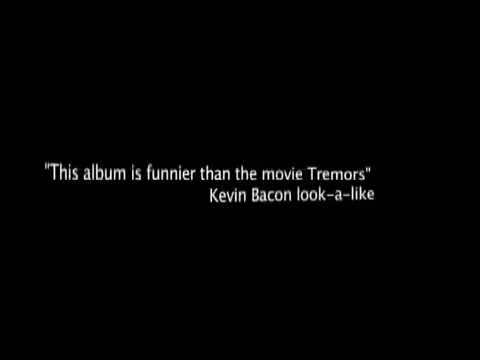 "This album is funnier than the movie Tremors"
Kevin Bacon look-a-like